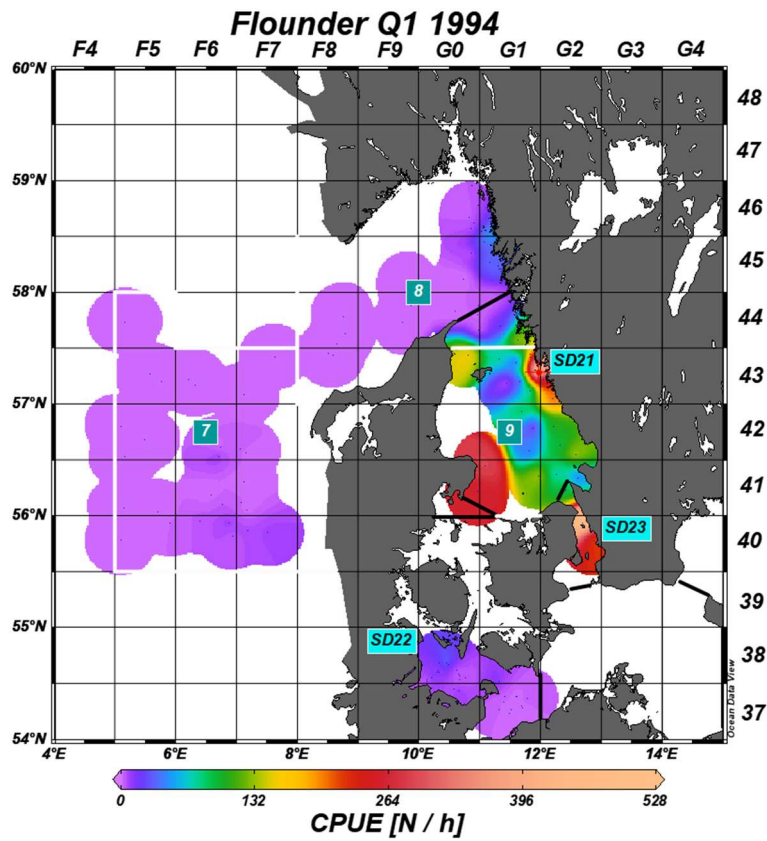 Flounder Q1 1994
F4 F5 F6 F7 F8 F9 G0 G1 G2 G3 G4
60°N
48
47
59°N
46
45
58°N
8
44
SD21
43
57°N
7
9
42
41
56°N
SD23
40
39
55°N
SD22
38
37
54°N
Ocean Data View
4°E 6°E 8°E 10°E 12°E 14°E
0 132 264 396 528
CPUE [N / h]